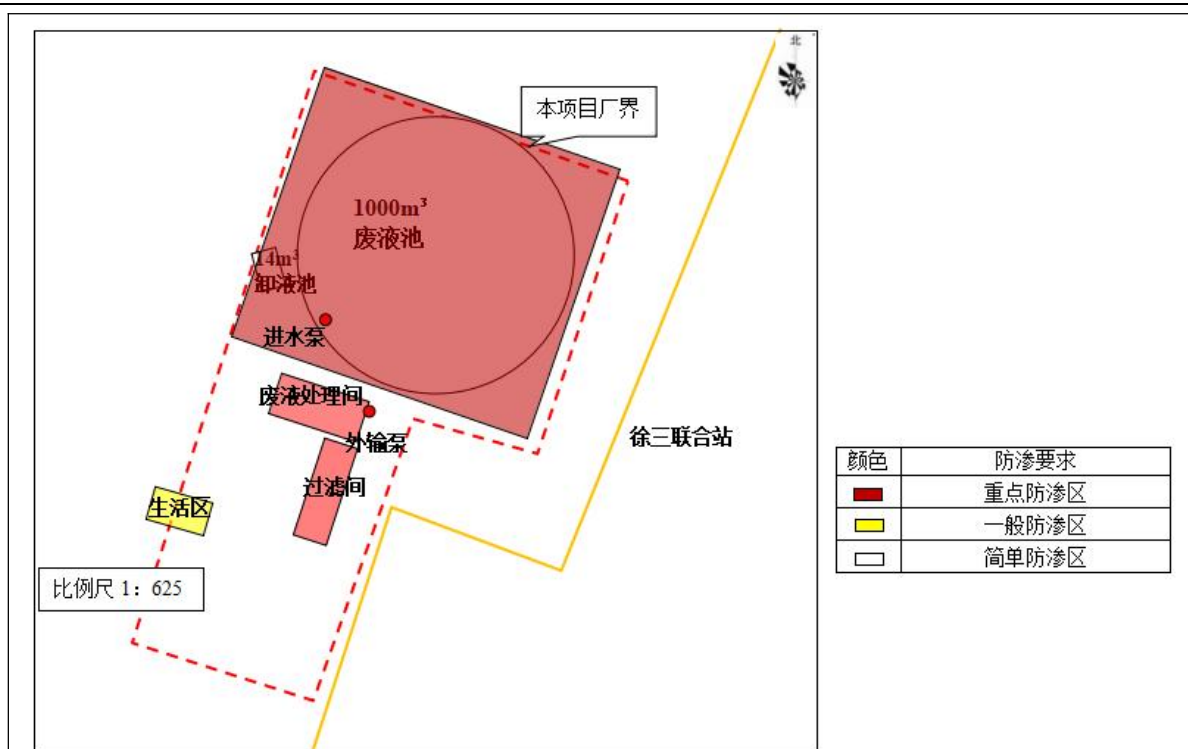 北
本项目厂界
1000m³
废液池
14m³
卸液池
进水泵
废液处理间
外输泵
徐三联合站
过滤间
生活区
比例尺 1：625
颜色 防渗要求
重点防渗区
一般防渗区
简单防渗区